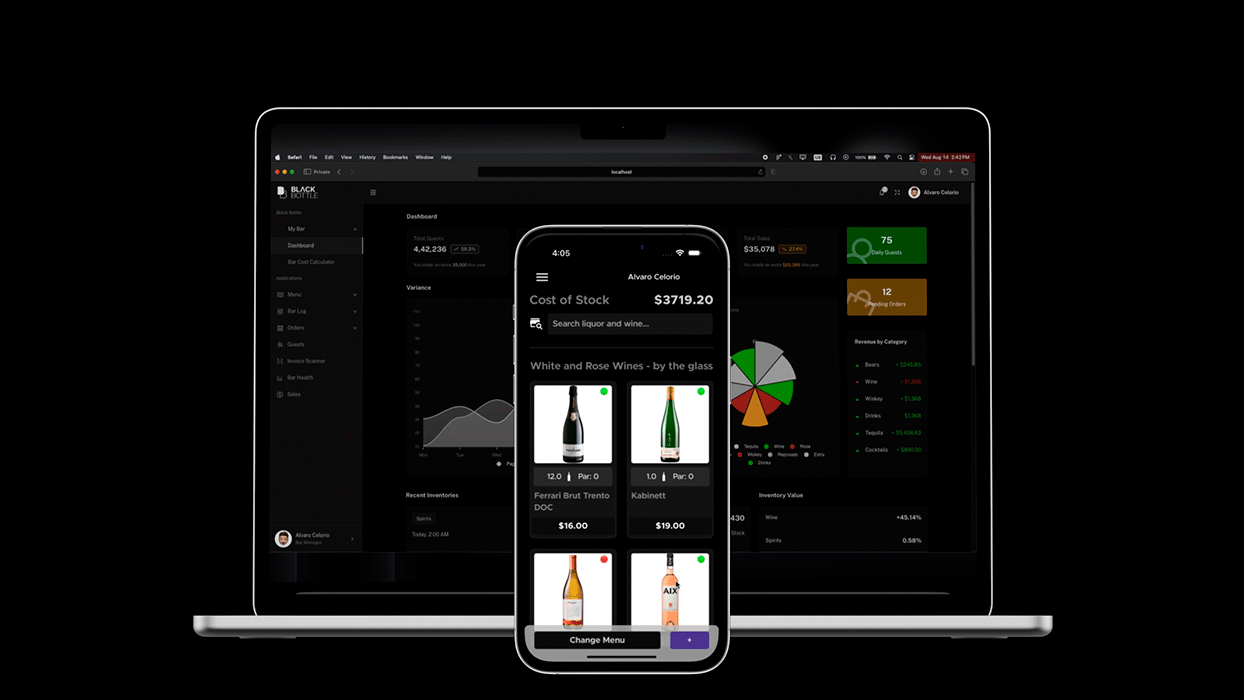 Safari File Edit View History Bookmarks Window Help
US 100% Wed Aug 14 2:42 PM
Private
localhost
BLACK
BOTTLE
Alvaro Celorio
Black Bottle
My Bar
Dashboard
Bar Cost Calculator
Applications
Menu
Bar Log
Orders
Guests
Invoice Scanner
Bar Health
Sales
Alvaro Celorio
Bar Manager
Dashboard
Total Guests
4,42,236 59.3%
You made an extra 35,000 this year
Variance
Mon Tue Wed
Recent Inventories
Spirits
Today, 2:00 AM
Total Sales
$35,078 27.4%
You made an extra this year
75
Daily Guests
12
Pending Orders
Revenue by Category
Beers + $245.65
Wine
Wiskey + $1,368
Drinks
Tequila + $5,458.63
Cocktails + $890.00
Tequila Wine Rose
Wiskey Reposado Extra
Drinks
430
Stock
Inventory Value
Wine +45.14%
Spirits 0.58%
4:05
Alvaro Celorio
Cost of Stock $3719.20
Search liquor and wine...
White and Rose Wines - by the glass
12.0 Par: 0
Ferrari Brut Trento
DOC
$16.00
1.0 Par: 0
Kabinett
$19.00
AIX
Change Menu +